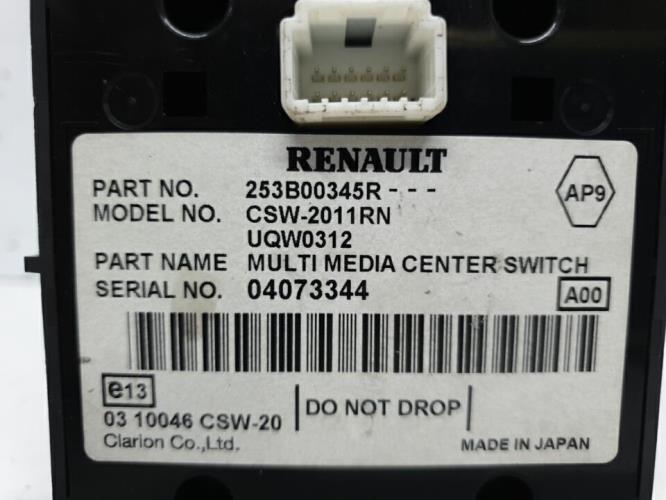 RENAULT
PART NO. 253B00345R - - -
AP9
MODEL NO. CSW-2011RN
UQW0312
PART NAME MULTI MEDIA CENTER SWITCH
SERIAL NO. 04073344
A00
e13
DO NOT DROP
03 10046 CSW-20
Clarion Co.,Ltd.
MADE IN JAPAN